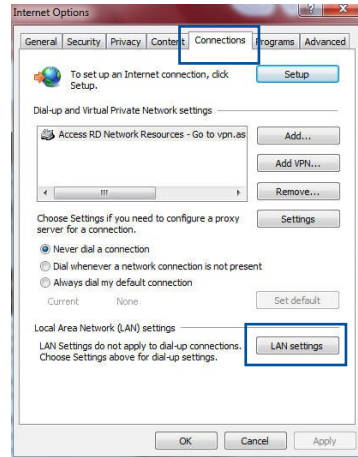 Internet Options
General Security Privacy Content Connections Programs Advanced
To set up an Internet connection, click
Setup.
Setup
Dial-up and Virtual Private Network settings
Access RD Network Resources - Go to vpn.as
Add...
Add VPN...
Remove...
Choose Settings if you need to configure a proxy
server for a connection.
Settings
Never dial a connection
Dial whenever a network connection is not present
Always dial my default connection
Current None
Set default
Local Area Network (LAN) settings
LAN Settings do not apply to dial-up connections.
Choose Settings above for dial-up settings.
LAN settings
OK Cancel Apply